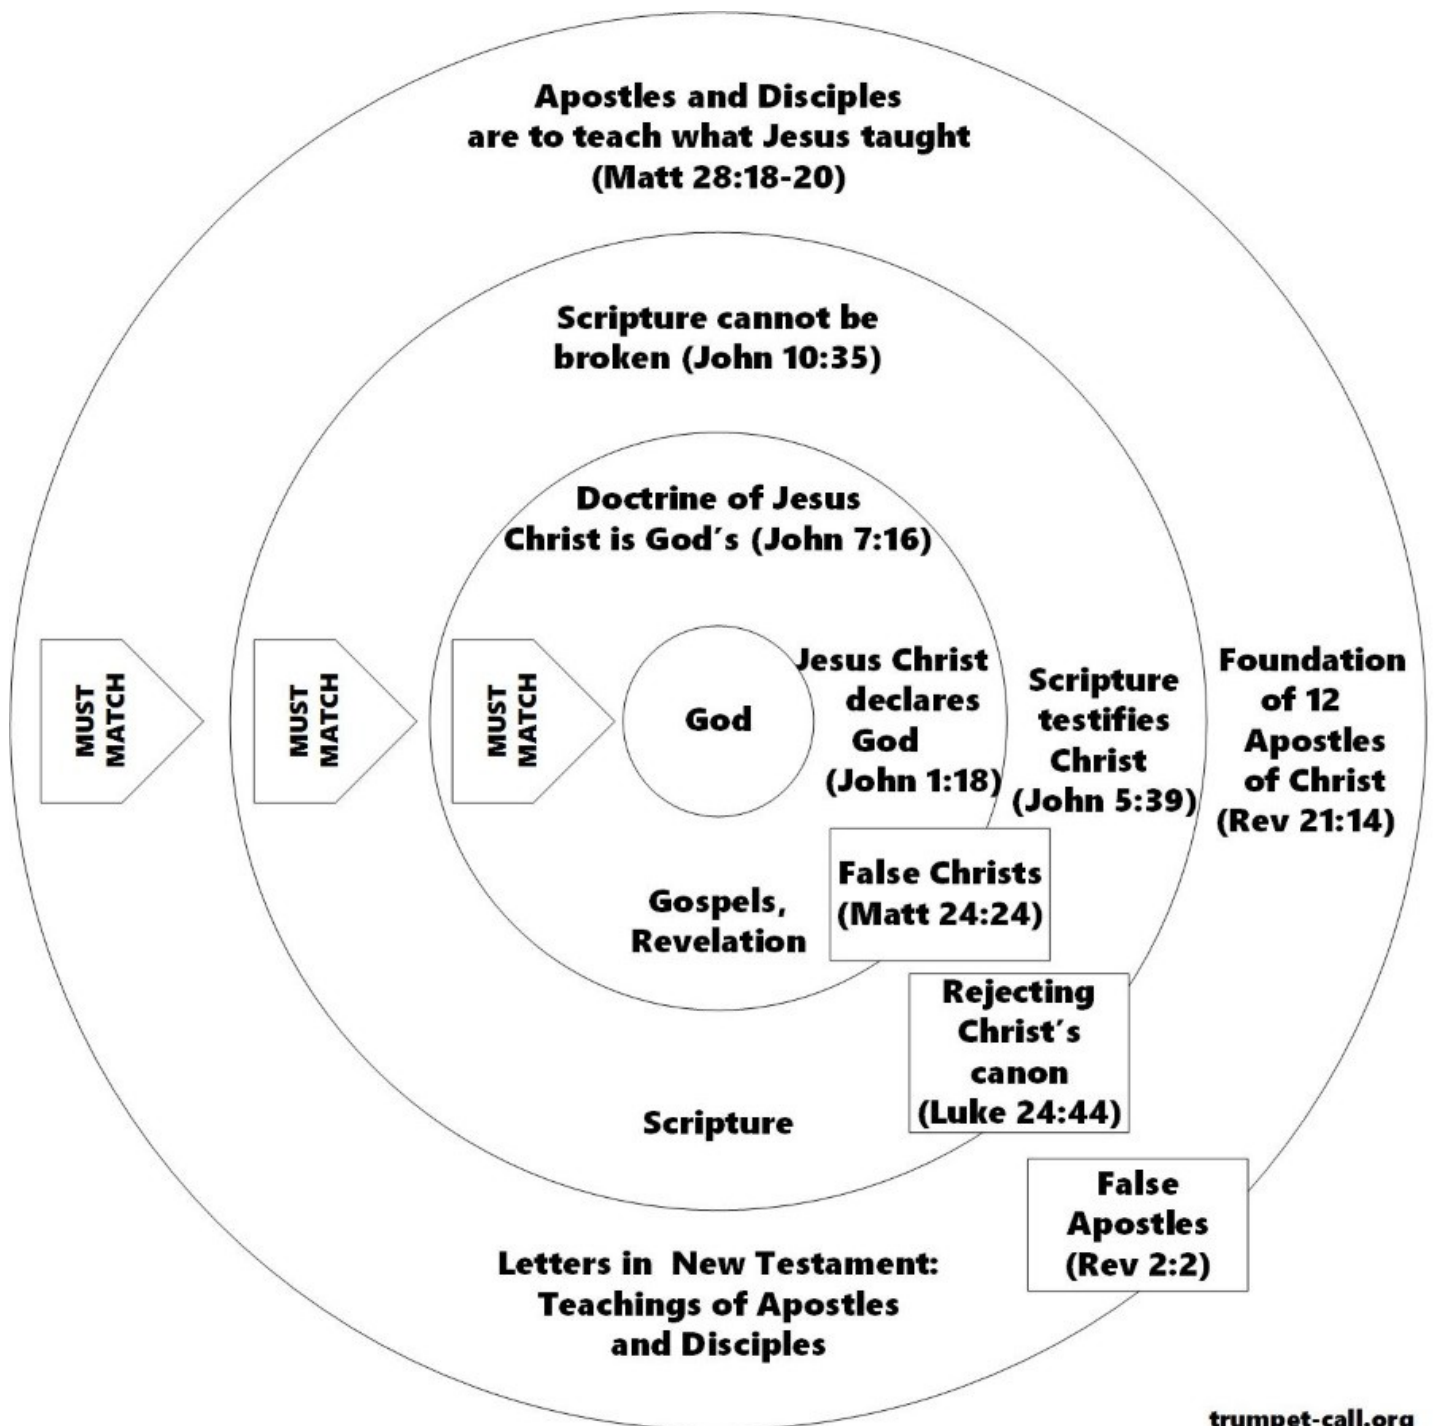 Apostles and Disciples
are to teach what Jesus taught
(Matt 28:18-20)
Scripture cannot be
broken (John 10:35)
Doctrine of Jesus
Christ is God´s (John 7:16)
MUST
MATCH
MUST
MATCH
MUST
MATCH
God
Jesus Christ
declares
God
(John 1:18)
Scripture
testifies
Christ
(John 5:39)
Foundation
of 12
Apostles
of Christ
(Rev 21:14)
False Christs
(Matt 24:24)
Gospels,
Revelation
Rejecting
Christ´s
canon
(Luke 24:44)
Scripture
False
Apostles
(Rev 2:2)
Letters in  New Testament:
Teachings of Apostles
and Disciples
trumpet-call.org